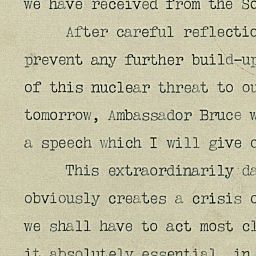 we have received from the So
After careful reflectio
prevent any further build-up
of this nuclear threat to ou
tomorrow, Ambassador Bruce w
a speech which I will give o
This extraordinarily da
obviously creates a crisis o
we shall have to act most cl
it absolutely essential, in